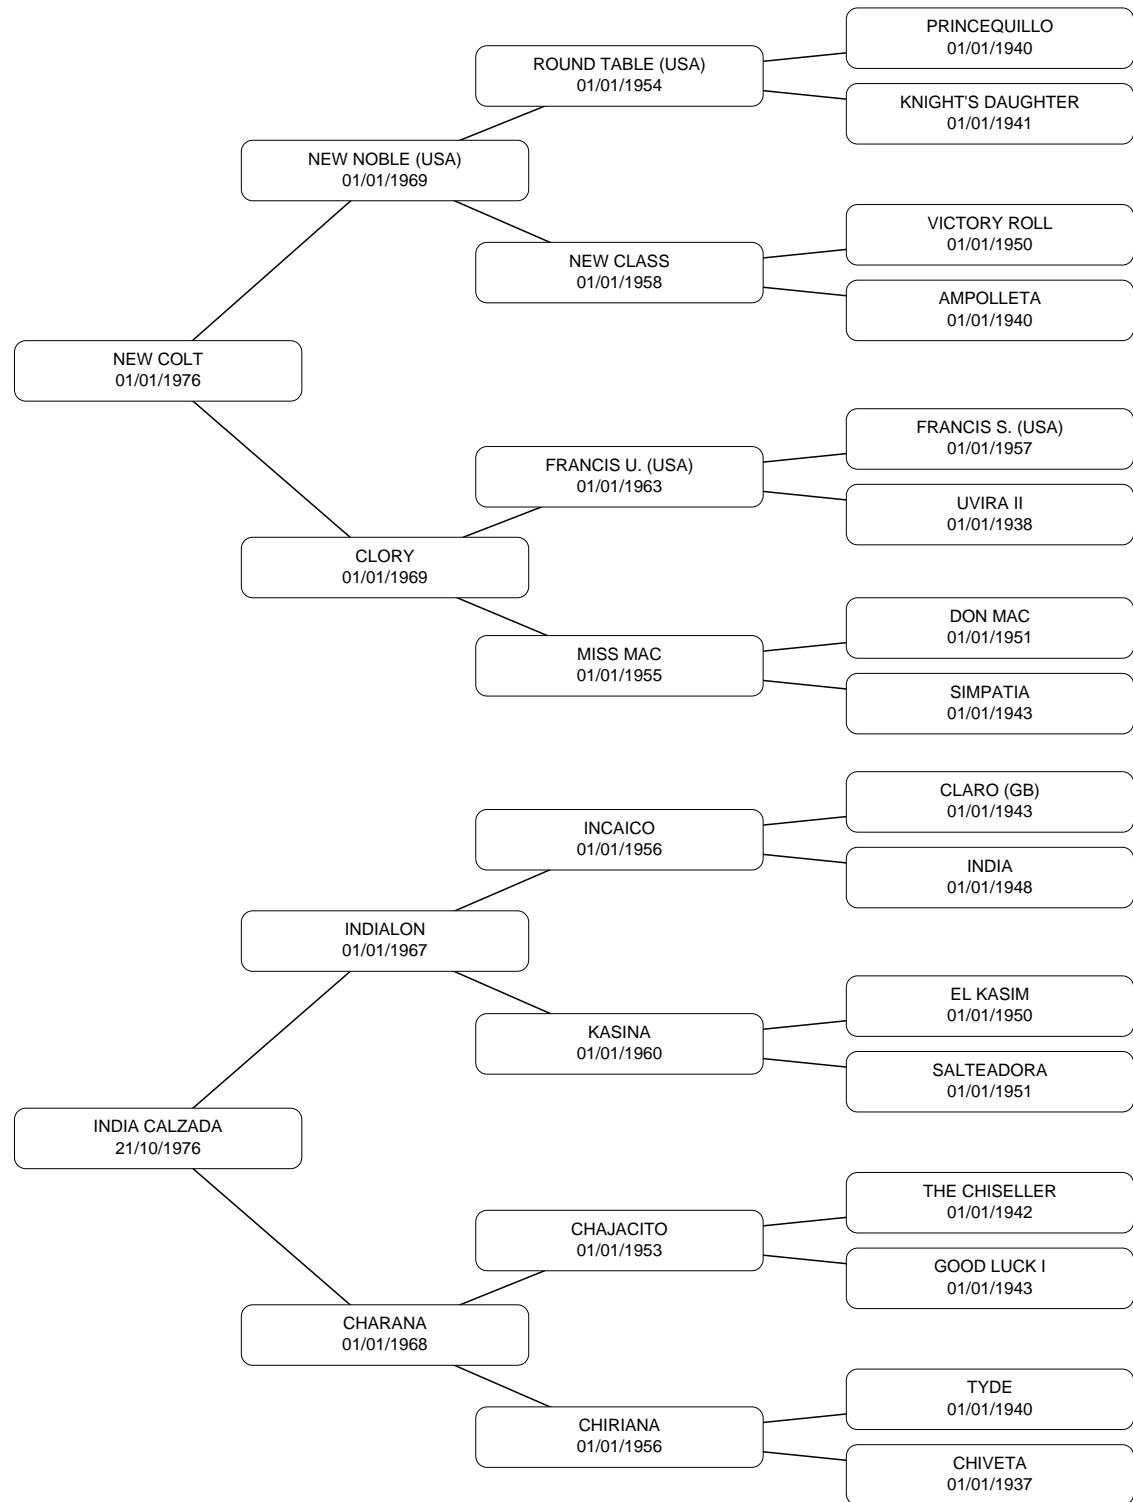 PRINCEQUILLO
01/01/1940
ROUND TABLE (USA)
01/01/1954
KNIGHT'S DAUGHTER
01/01/1941
NEW NOBLE (USA)
01/01/1969
VICTORY ROLL
01/01/1950
NEW CLASS
01/01/1958
AMPOLLETA
01/01/1940
NEW COLT
01/01/1976
FRANCIS S. (USA)
01/01/1957
FRANCIS U. (USA)
01/01/1963
UVIRA II
01/01/1938
CLORY
01/01/1969
DON MAC
01/01/1951
MISS MAC
01/01/1955
SIMPATIA
01/01/1943
CLARO (GB)
01/01/1943
INCAICO
01/01/1956
INDIA
01/01/1948
INDIALON
01/01/1967
EL KASIM
01/01/1950
KASINA
01/01/1960
SALTEADORA
01/01/1951
INDIA CALZADA
21/10/1976
THE CHISELLER
01/01/1942
CHAJACITO
01/01/1953
GOOD LUCK I
01/01/1943
CHARANA
01/01/1968
TYDE
01/01/1940
CHIRIANA
01/01/1956
CHIVETA
01/01/1937